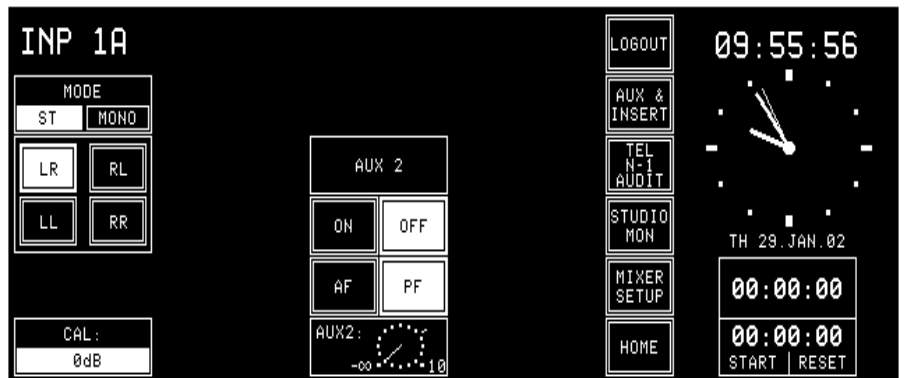 INP 1A
MODE
ST MONO
LR RL
LL RR
CAL:
0dB
AUX 2
ON OFF
AF PF
AUX2:
-∞ 10
LOGOUT
AUX &
INSERT
TEL
N-1
AUDIT
STUDIO
MON
MIXER
SETUP
HOME
09:55:56
TH 29.JAN.02
00:00:00
00:00:00
START RESET